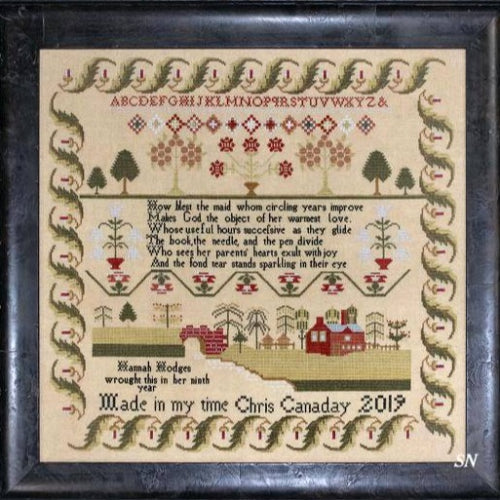 ABCDEFGHIJKLMNOPQRSTUVWXYZ&
How blest the maid whom circling years improve
Makes God the object of her warmest love.
Whose useful hours succeſsive as they glide
The book, the needle, and the pen divide
Who sees her parents' hearts exult with joy
And the fond tear stands sparkling in their eye
Hannah Hodges
wrought this in her ninth
year
Made in my time Chris Canaday 2019
SN